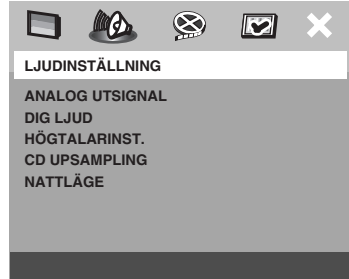 LJUDINSTÄLLNING
ANALOG UTSIGNAL
DIG LJUD
HÖGTALARINST.
CD UPSAMPLING
NATTLÄGE